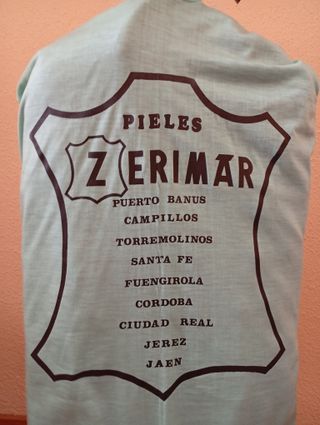 PIELES
ZERIMAR
PUERTO BANUS
CAMPILLOS
TORREMOLINOS
SANTA FE
FUENGIROLA
CORDOBA
CIUDAD REAL
JEREZ
JAEN